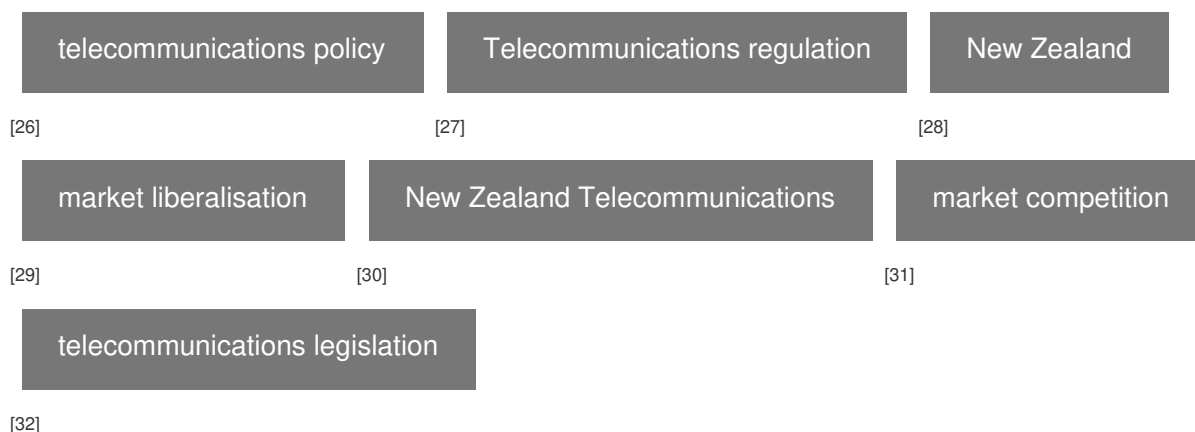 telecommunications policy Telecommunications regulation New Zealand
[26] [27] [28]
market liberalisation New Zealand Telecommunications market competition
[29] [30] [31]
telecommunications legislation
[32]